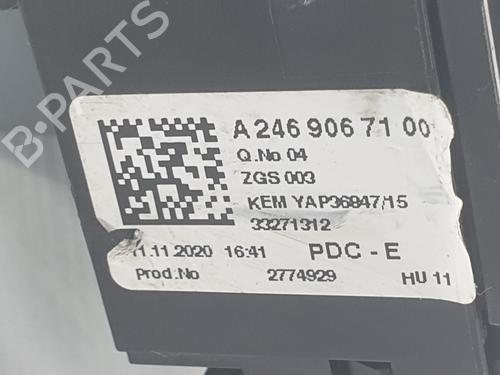 B-PARTS
A 246 906 71 00
Q.No 04
ZGS 003
KEM YAP36947/15
33271312
11.11.2020 16:41 PDC - E
Prod.No 2774929 HU 11